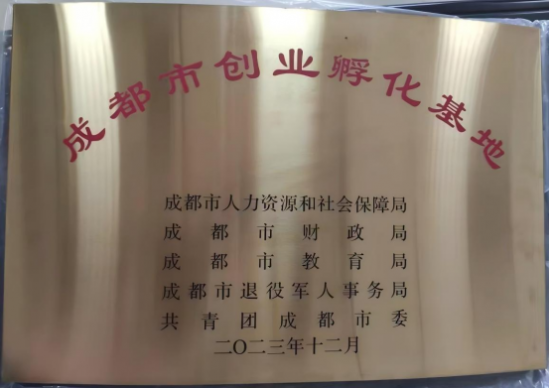 成都市创业孵化基地
成都市人力资源和社会保障局
成都市财政局
成都市教育局
成都市退役军人事务局
共青团成都市委
二〇二三年十二月